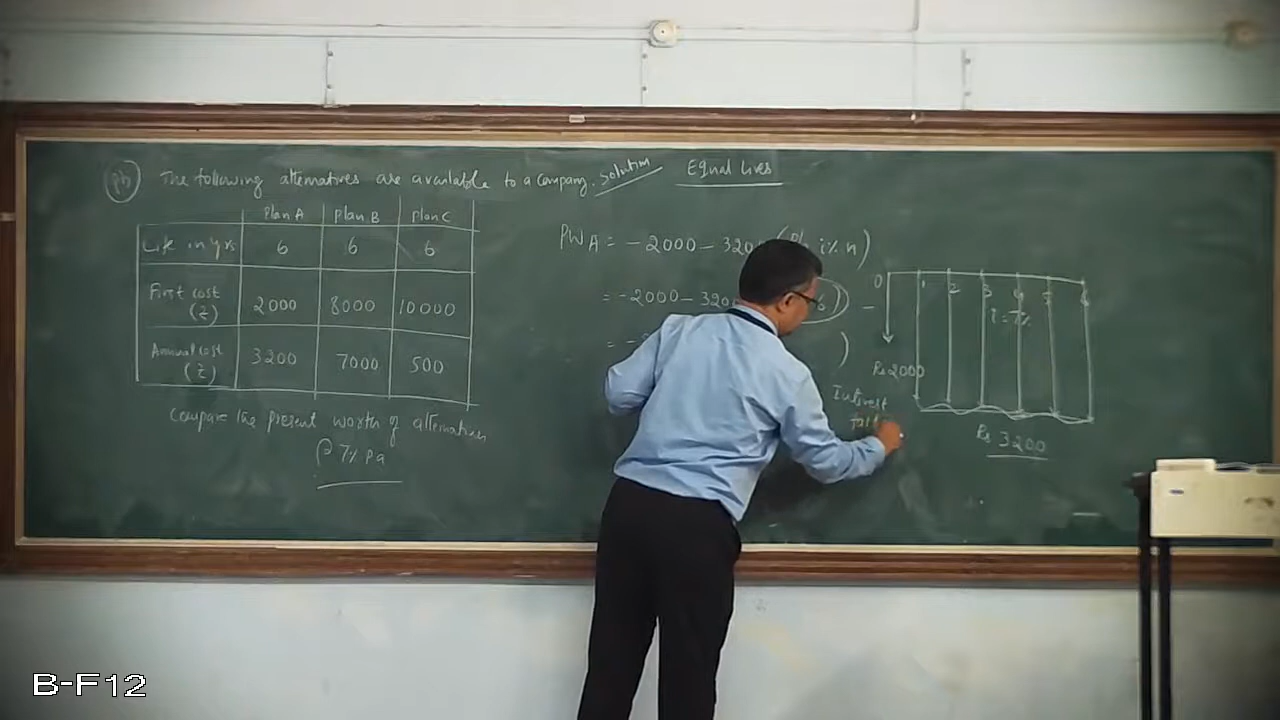 The following alternatives are available to a company. Solution
Equal Lives
Plan A Plan B Plan C
Life in yrs 6 6 6
First cost (₹) 2000 8000 10000
Annual cost (₹) 3200 7000 500
Compare the present worth of alternatives
@ 7% pa
PW_A = -2000 - 320 i% n)
= -2000 - 320
= -
)
Interest
0 1 2 3 4 5 6
i = 7%
Rs 2000
Rs 3200
B-F12